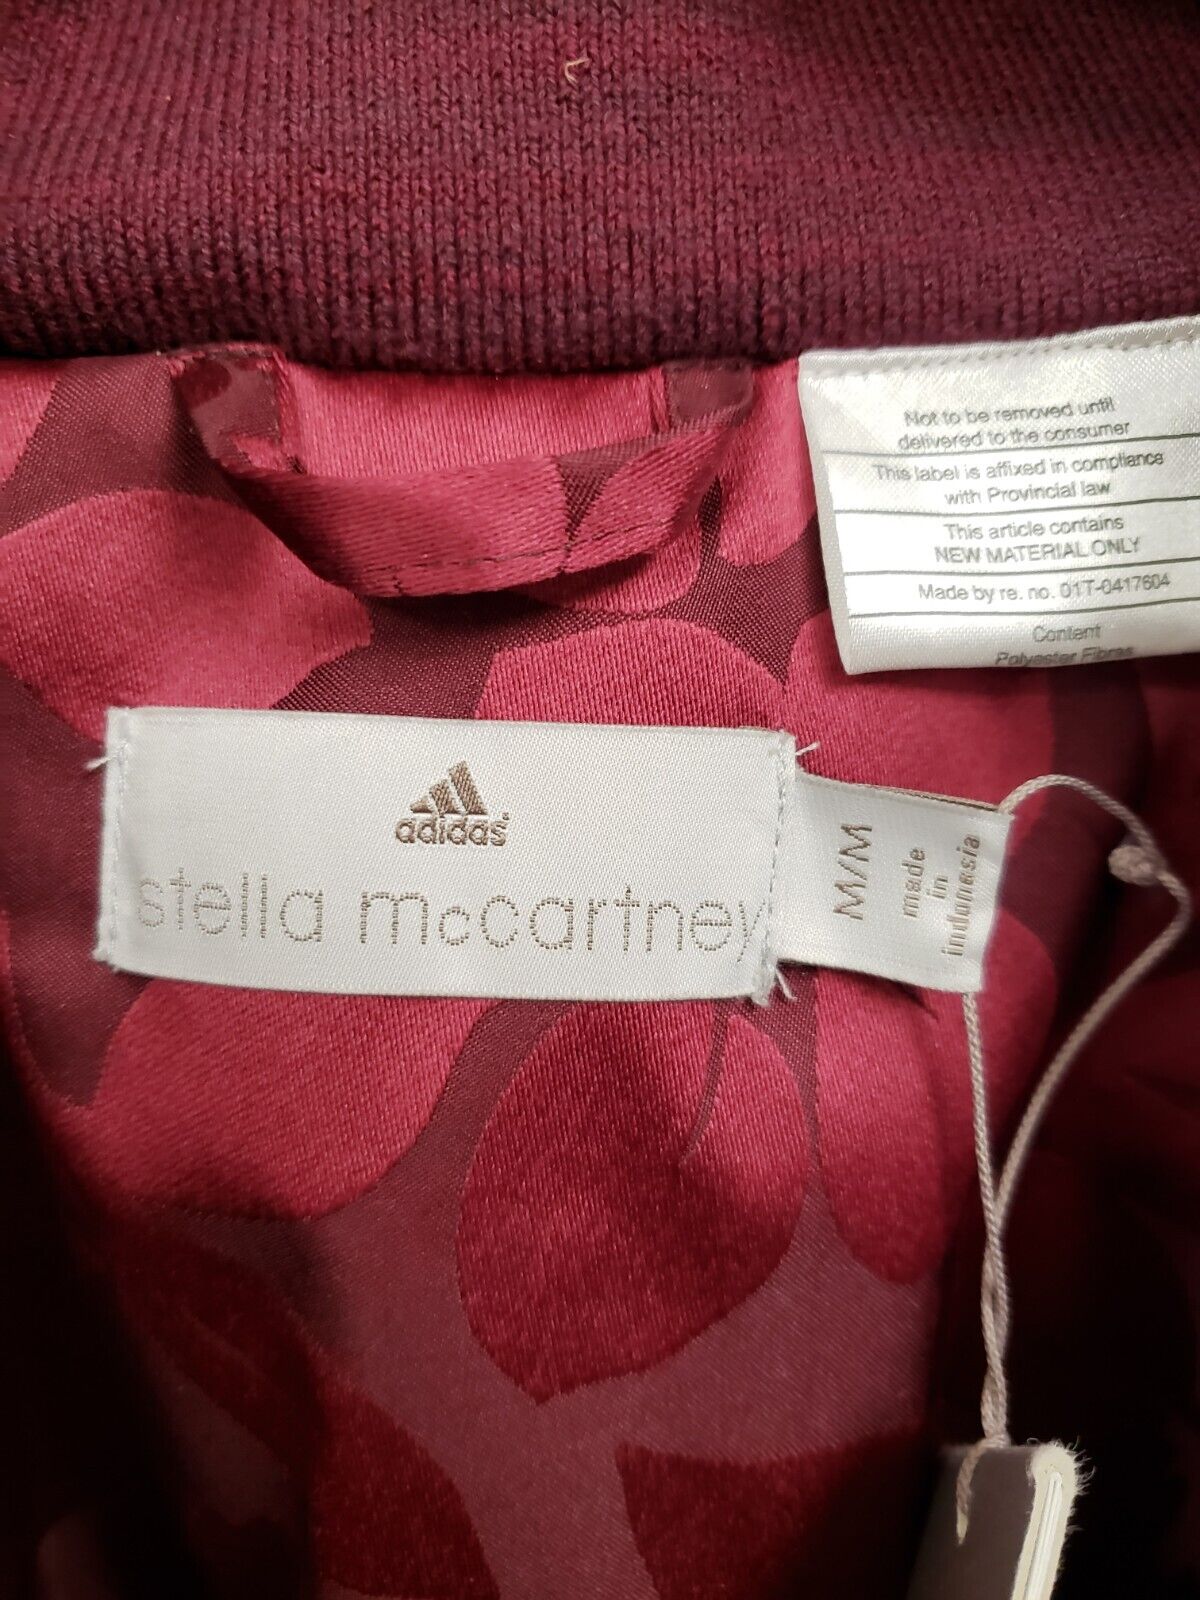 Not to be removed until
delivered to the consumer
This label is affixed in compliance
with Provincial law
This article contains
NEW MATERIAL ONLY
Made by re. no. 01T-0417604
Content
Polyester Fibres
adidas
stella mccartney
M/M
made
in
indonesia